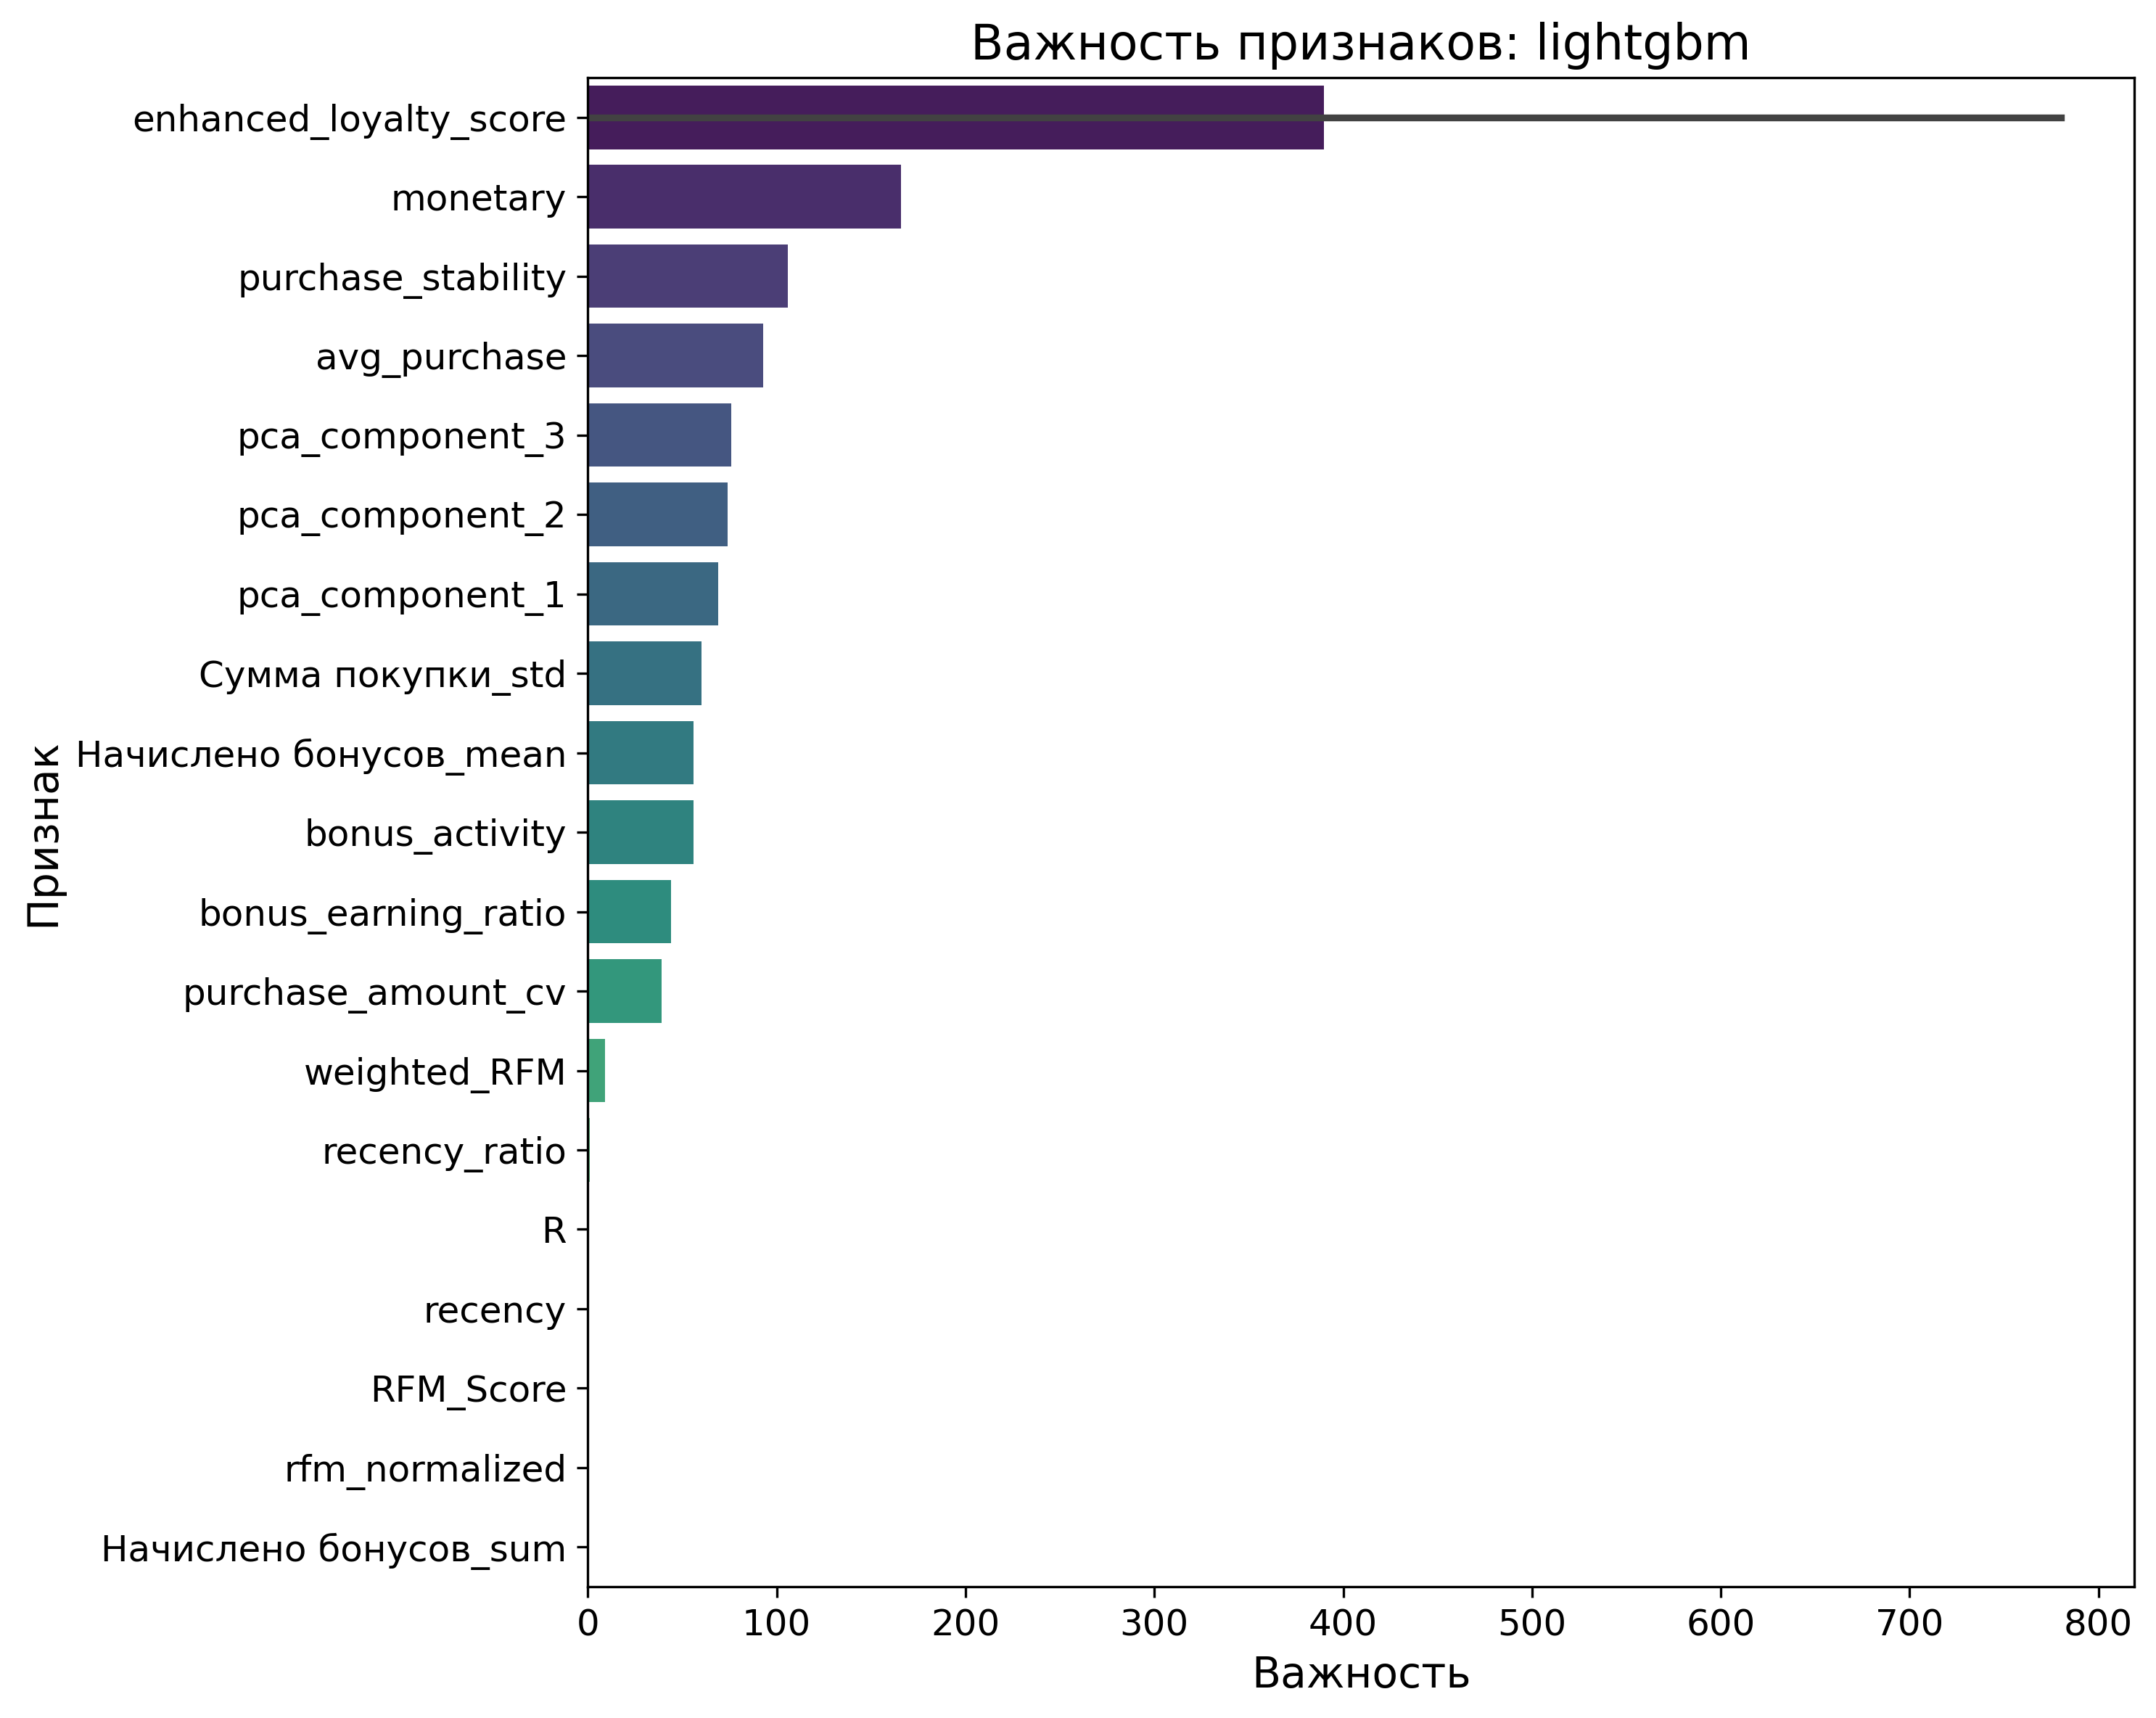 Важность признаков: lightgbm
enhanced_loyalty_score
monetary
purchase_stability
avg_purchase
pca_component_3
pca_component_2
pca_component_1
Сумма покупки_std
Начислено бонусов_mean
bonus_activity
bonus_earning_ratio
purchase_amount_cv
weighted_RFM
recency_ratio
R
recency
RFM_Score
rfm_normalized
Начислено бонусов_sum
Признак
0 100 200 300 400 500 600 700 800
Важность